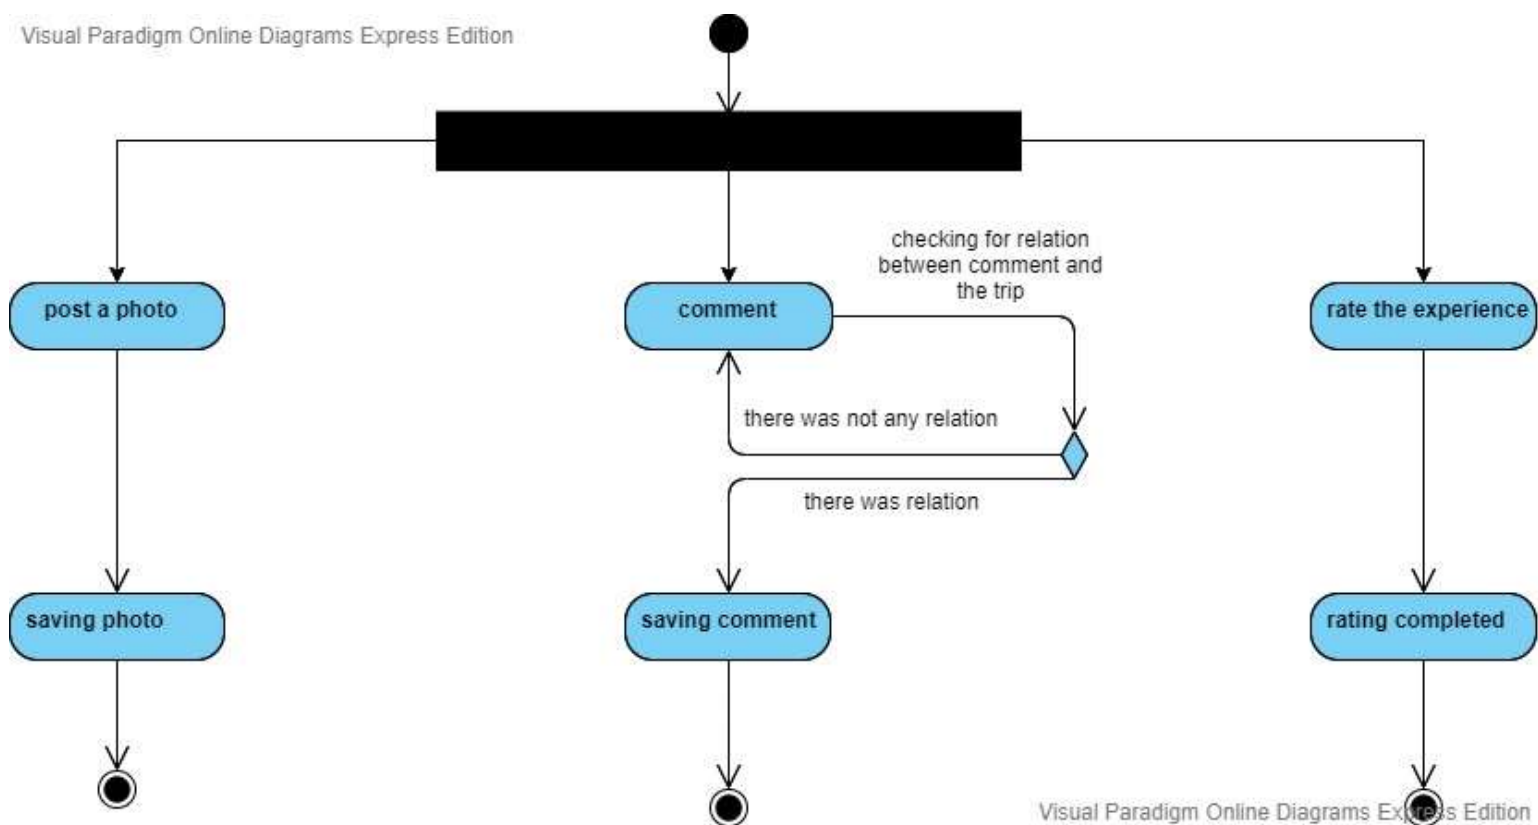 Visual Paradigm Online Diagrams Express Edition
checking for relation
between comment and
the trip
post a photo
comment
rate the experience
there was not any relation
there was relation
saving photo
saving comment
rating completed
Visual Paradigm Online Diagrams Express Edition